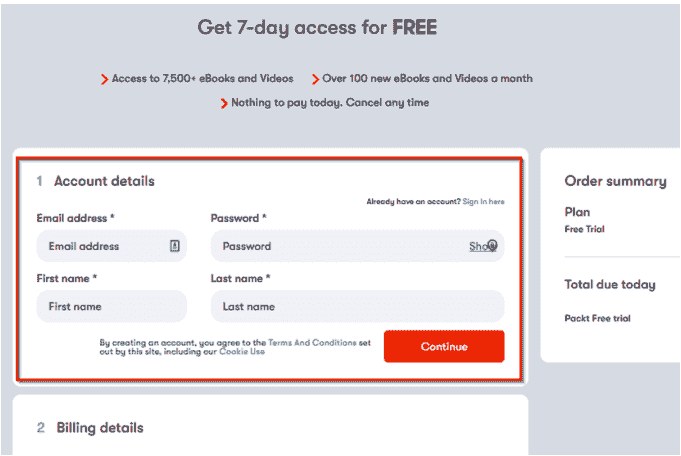 Get 7-day access for FREE
Access to 7,500+ eBooks and Videos
Over 100 new eBooks and Videos a month
Nothing to pay today. Cancel any time
1 Account details
Already have an account? Sign In here
Email address *
Password *
Email address
Password
Show
First name *
Last name *
First name
Last name
By creating an account, you agree to the Terms And Conditions set
out by this site, including our Cookie Use
Continue
2 Billing details
Order summary
Plan
Free Trial
Total due today
Packt Free trial